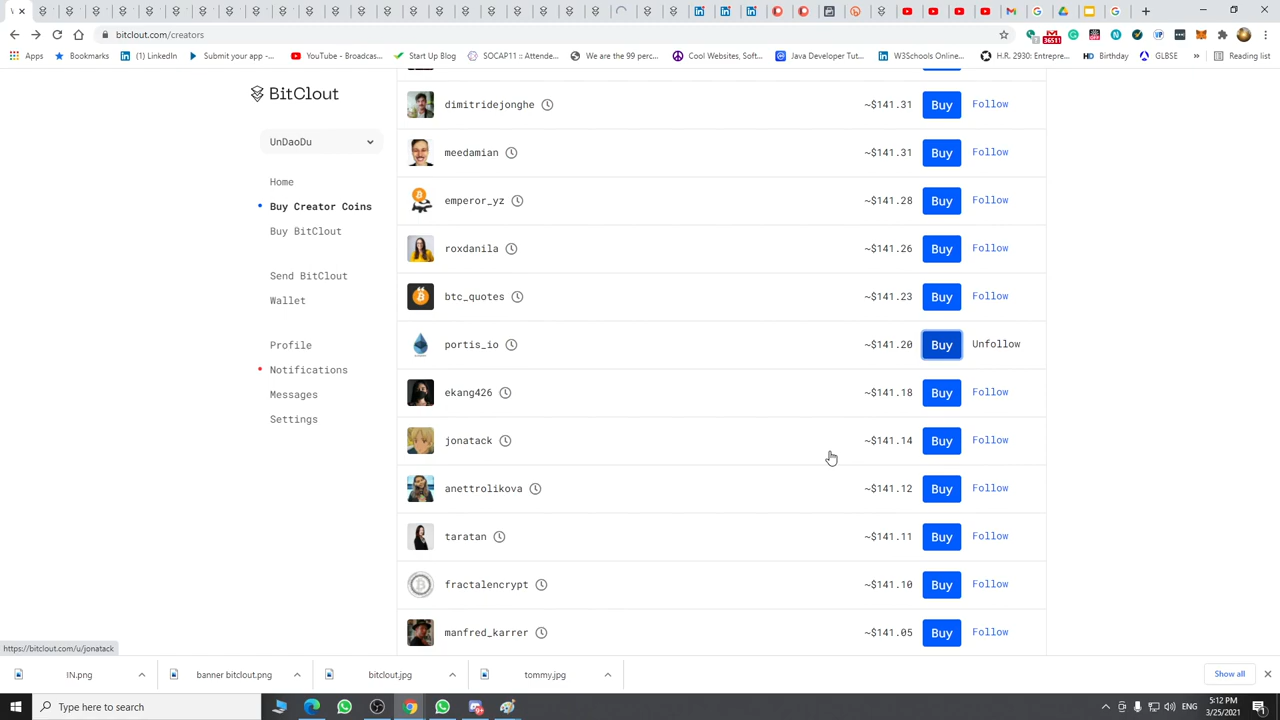 bitclout.com/creators
36511
Apps
Bookmarks
(1) LinkedIn
Submit your app -...
YouTube - Broadcas...
Start Up Blog
SOCAP11 :: Attende...
We are the 99 perc...
Cool Websites, Soft...
Java Developer Tut...
W3Schools Online...
H.R. 2930: Entrepre...
HD Birthday
GLBSE
»
Reading list
BitClout
UnDaoDu
Home
Buy Creator Coins
Buy BitClout
Send BitClout
Wallet
Profile
Notifications
Messages
Settings
dimitridejonghe ~$141.31 Buy Follow
meedamian ~$141.31 Buy Follow
emperor_yz ~$141.28 Buy Follow
roxdanila ~$141.26 Buy Follow
btc_quotes ~$141.23 Buy Follow
portis_io ~$141.20 Buy Unfollow
ekang426 ~$141.18 Buy Follow
jonatack ~$141.14 Buy Follow
anettrolikova ~$141.12 Buy Follow
taratan ~$141.11 Buy Follow
fractalencrypt ~$141.10 Buy Follow
manfred_karrer ~$141.05 Buy Follow
https://bitclout.com/u/jonatack
IN.png
banner bitclout.png
bitclout.jpg
tommy.jpg
Show all
Type here to search
ENG
5:12 PM
3/25/2021